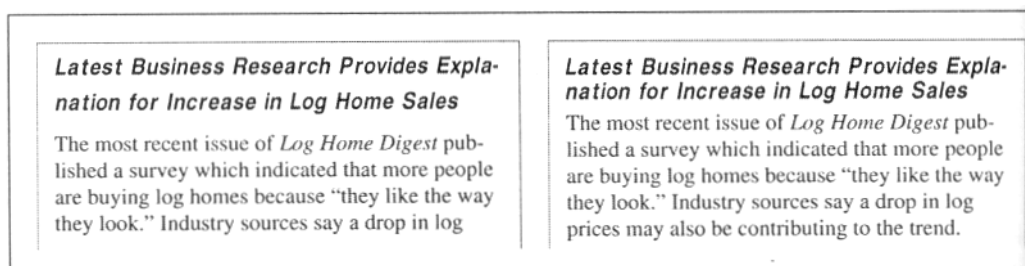 Latest Business Research Provides Expla-
nation for Increase in Log Home Sales
The most recent issue of Log Home Digest pub-
lished a survey which indicated that more people
are buying log homes because “they like the way
they look.” Industry sources say a drop in log
Latest Business Research Provides Expla-
nation for Increase in Log Home Sales
The most recent issue of Log Home Digest pub-
lished a survey which indicated that more people
are buying log homes because “they like the way
they look.” Industry sources say a drop in log
prices may also be contributing to the trend.